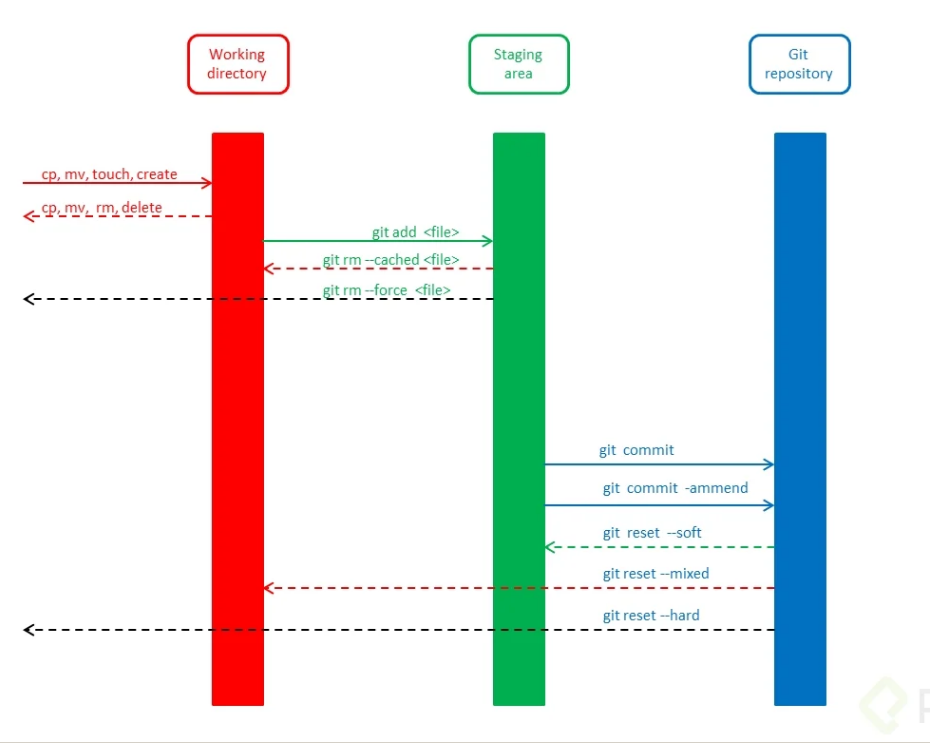 Working
directory
Staging
area
Git
repository
cp, mv, touch, create
cp, mv, rm, delete
git add <file>
git rm --cached <file>
git rm --force <file>
git commit
git commit -ammend
git reset --soft
git reset --mixed
git reset --hard